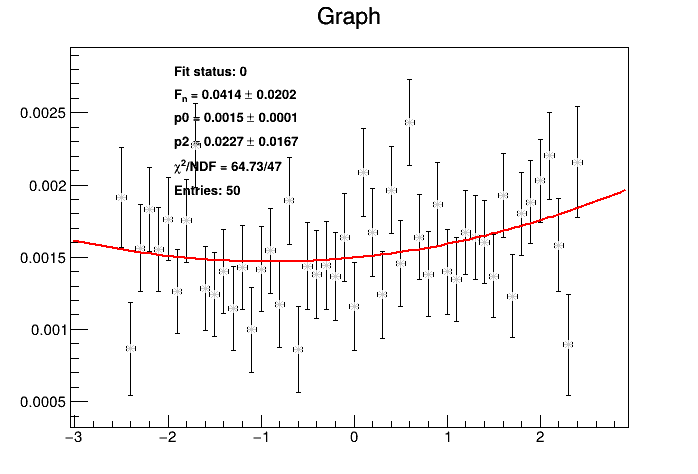 Graph
Fit status: 0
Fn = 0.0414 ± 0.0202
p0 = 0.0015 ± 0.0001
p2 = 0.0227 ± 0.0167
χ²/NDF = 64.73/47
Entries: 50
0.0025
0.002
0.0015
0.001
0.0005
−3 −2 −1 0 1 2